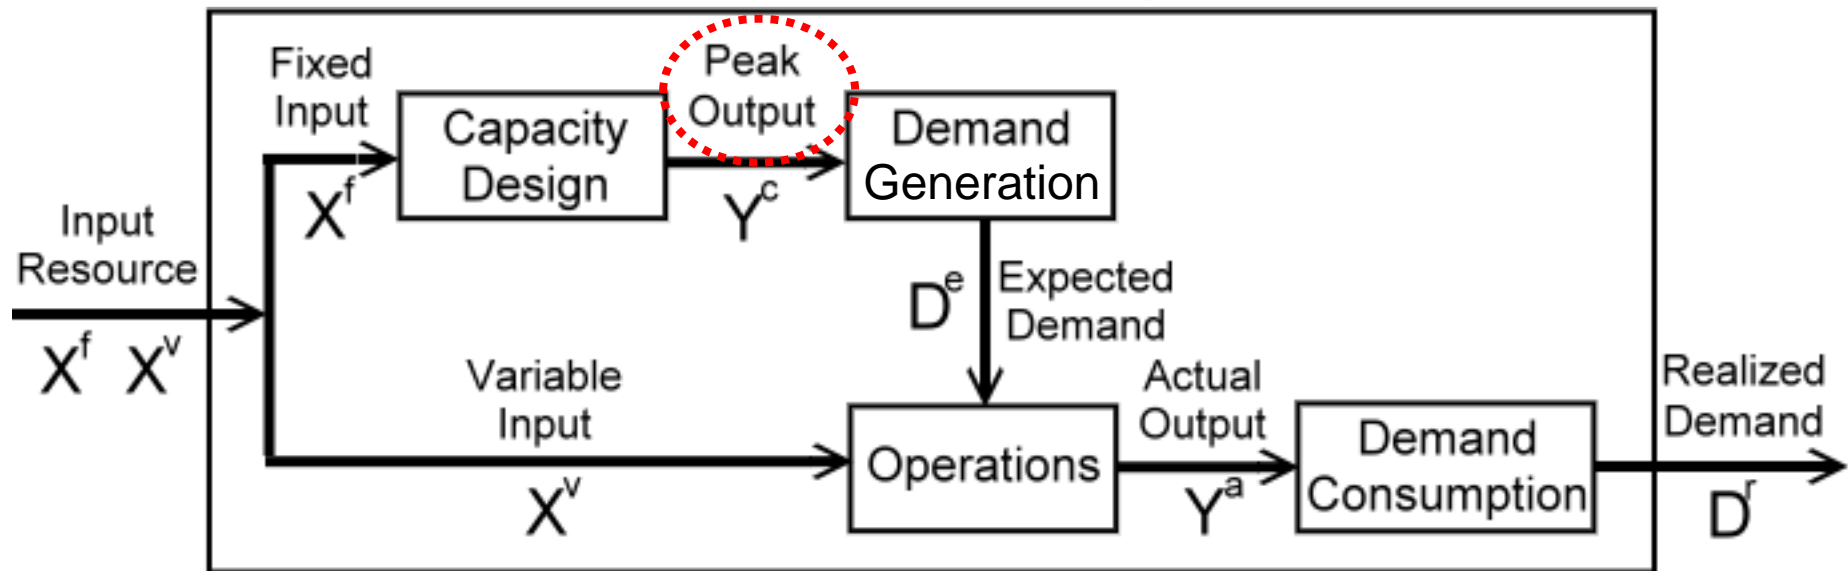 Fixed
Input
X^f
Capacity
Design
Peak
Output
Y^c
Demand
Generation
Input
Resource
X^f X^v
D^e
Expected
Demand
Variable
Input
X^v
Operations
Actual
Output
Y^a
Demand
Consumption
Realized
Demand
D^r